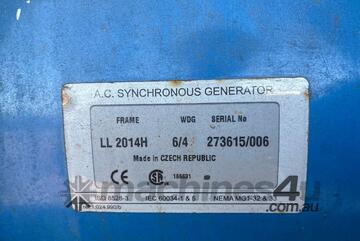 A.C. SYNCHRONOUS GENERATOR
FRAME WDG SERIAL No
LL 2014H 6/4 273615/006
Made in CZECH REPUBLIC
CE
machines4u
.com.au
ISO 8528-3 IEC 60034-1 & 5 NEMA MG1-32 & 33